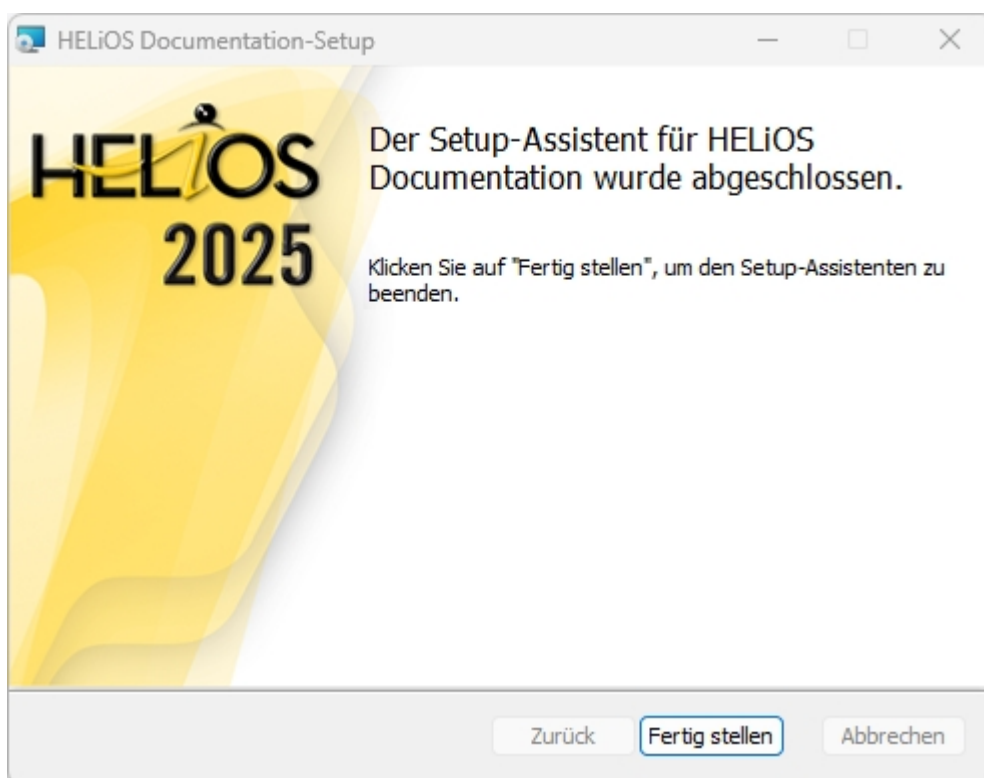 HELiOS Documentation-Setup
HELiOS
2025
Der Setup-Assistent für HELiOS
Documentation wurde abgeschlossen.
Klicken Sie auf "Fertig stellen", um den Setup-Assistenten zu
beenden.
Zurück
Fertig stellen
Abbrechen